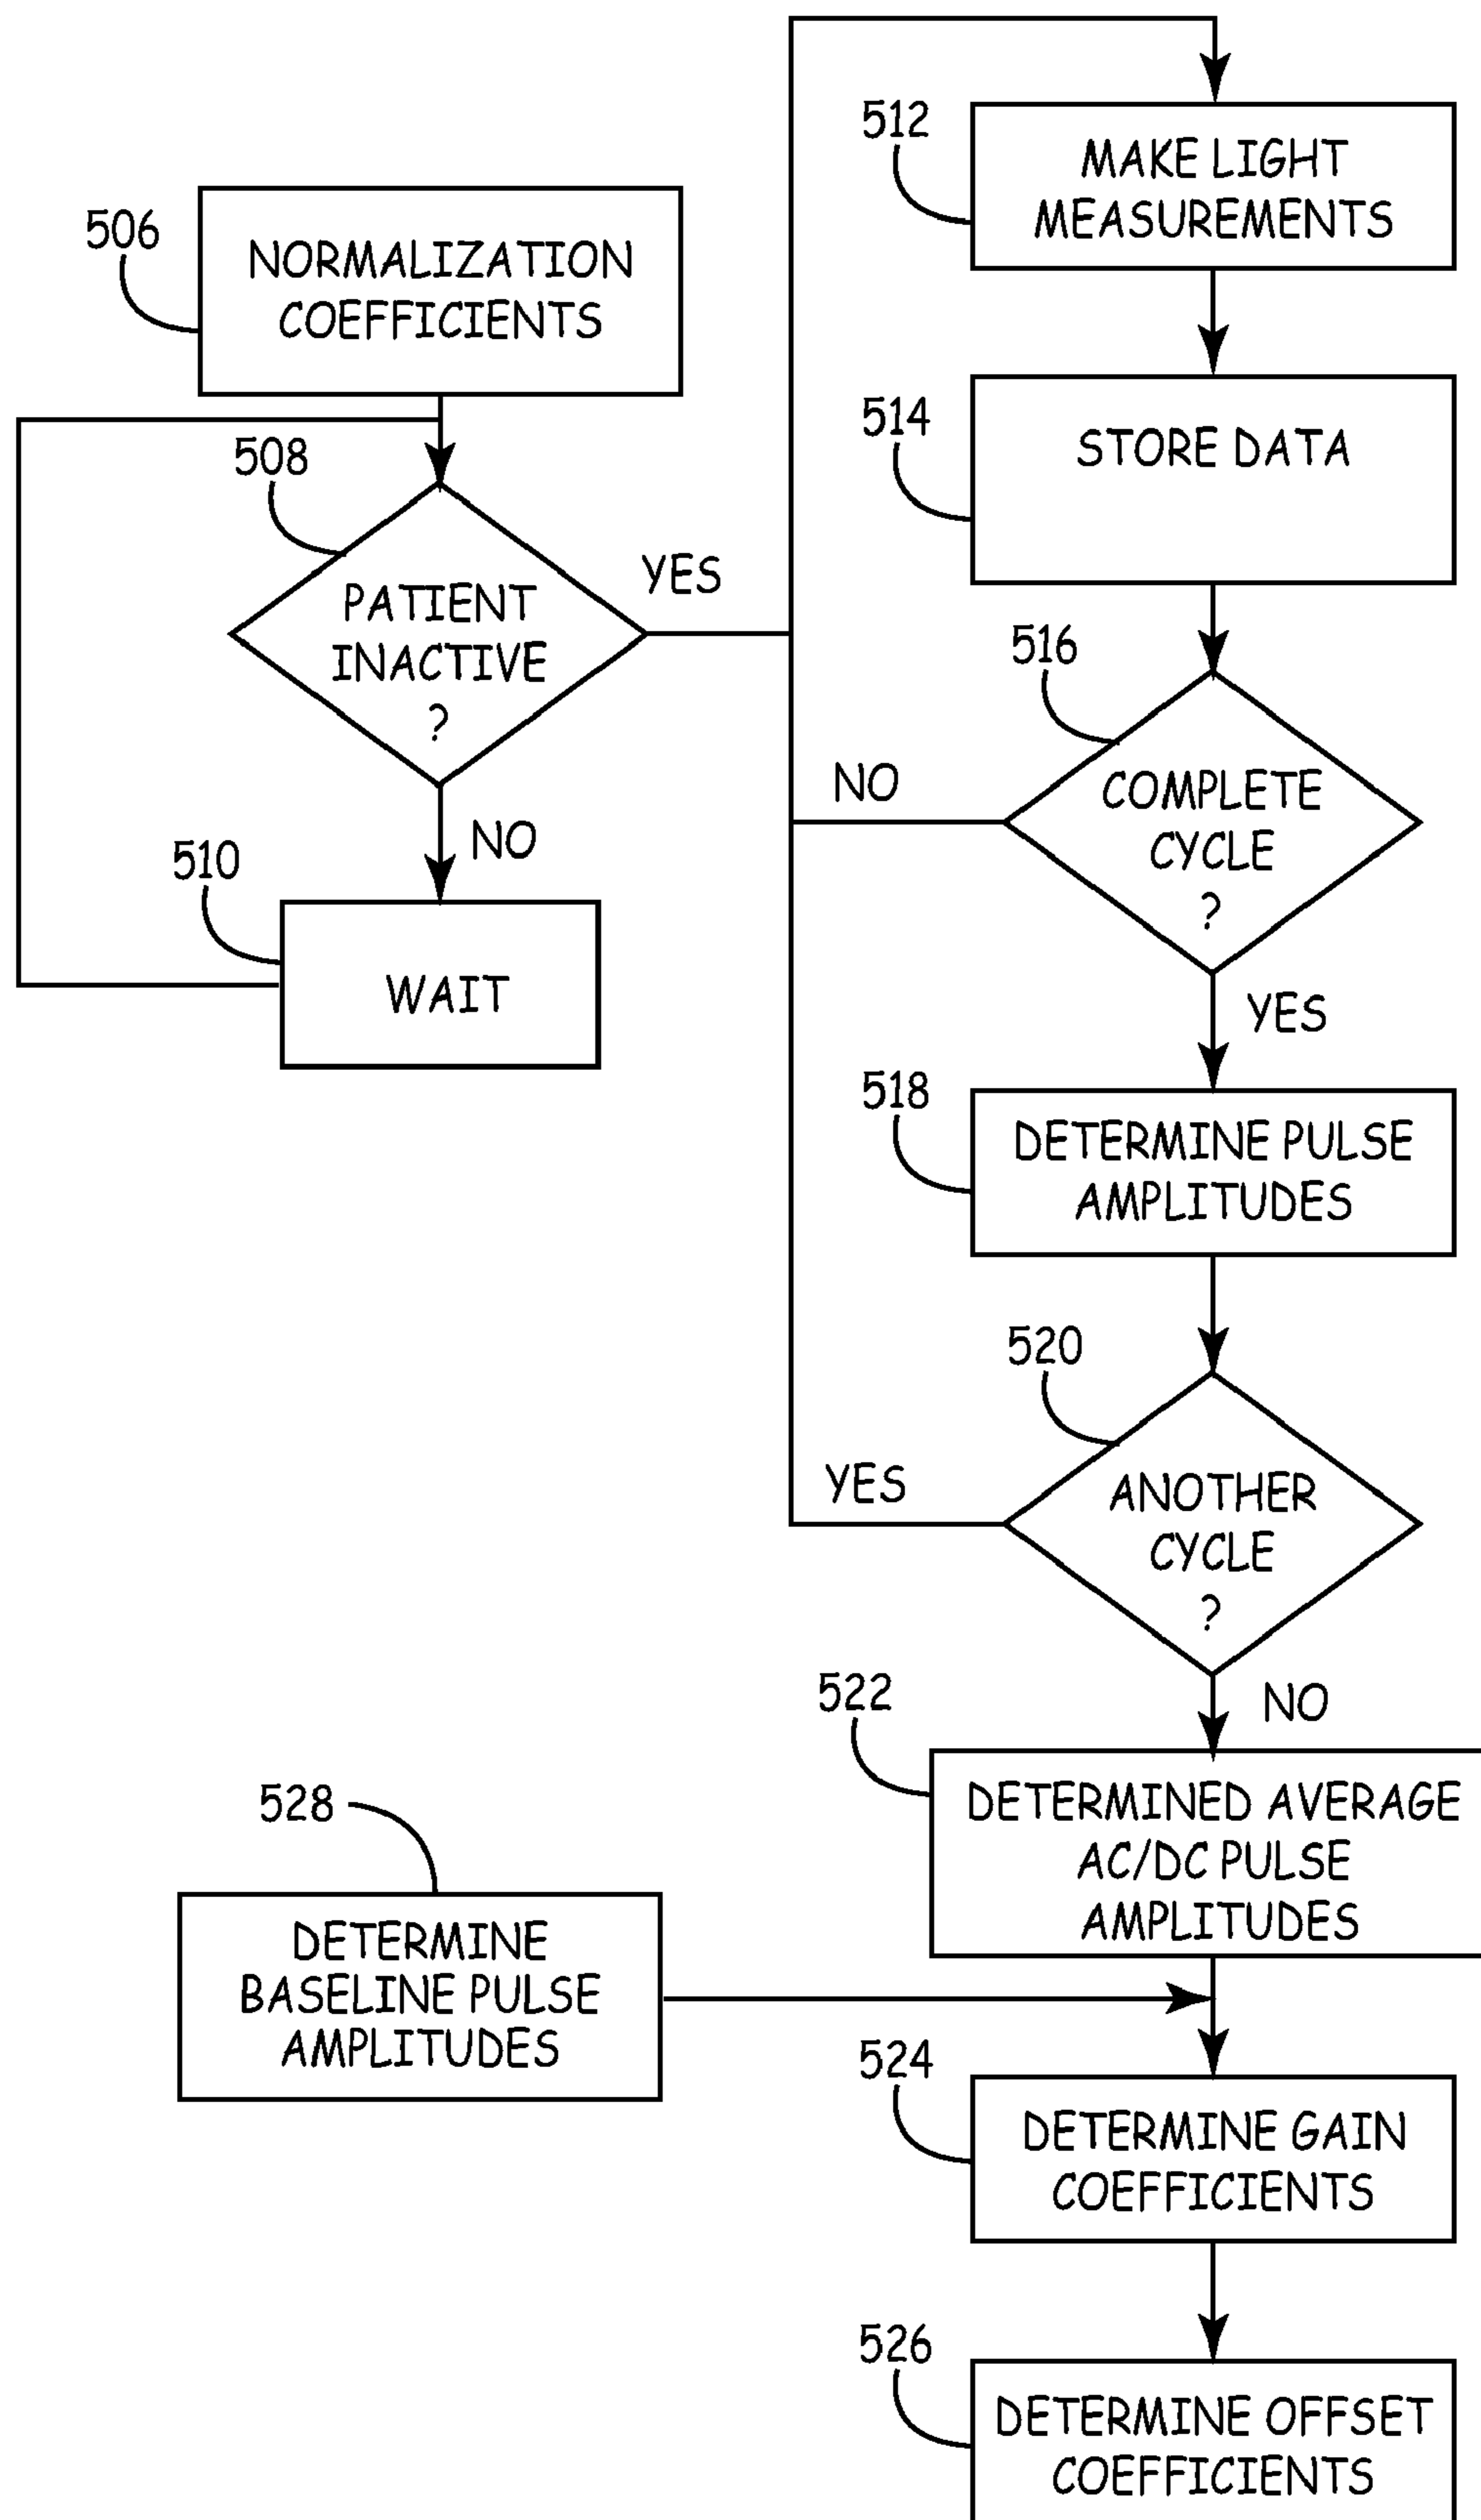 506
NORMALIZATION
COEFFICIENTS
508
PATIENT
INACTIVE
?
YES
NO
510
WAIT
512
MAKE LIGHT
MEASUREMENTS
514
STORE DATA
516
COMPLETE
CYCLE
?
NO
YES
518
DETERMINE PULSE
AMPLITUDES
520
ANOTHER
CYCLE
?
YES
NO
522
DETERMINED AVERAGE
AC/DC PULSE
AMPLITUDES
528
DETERMINE
BASELINE PULSE
AMPLITUDES
524
DETERMINE GAIN
COEFFICIENTS
526
DETERMINE OFFSET
COEFFICIENTS